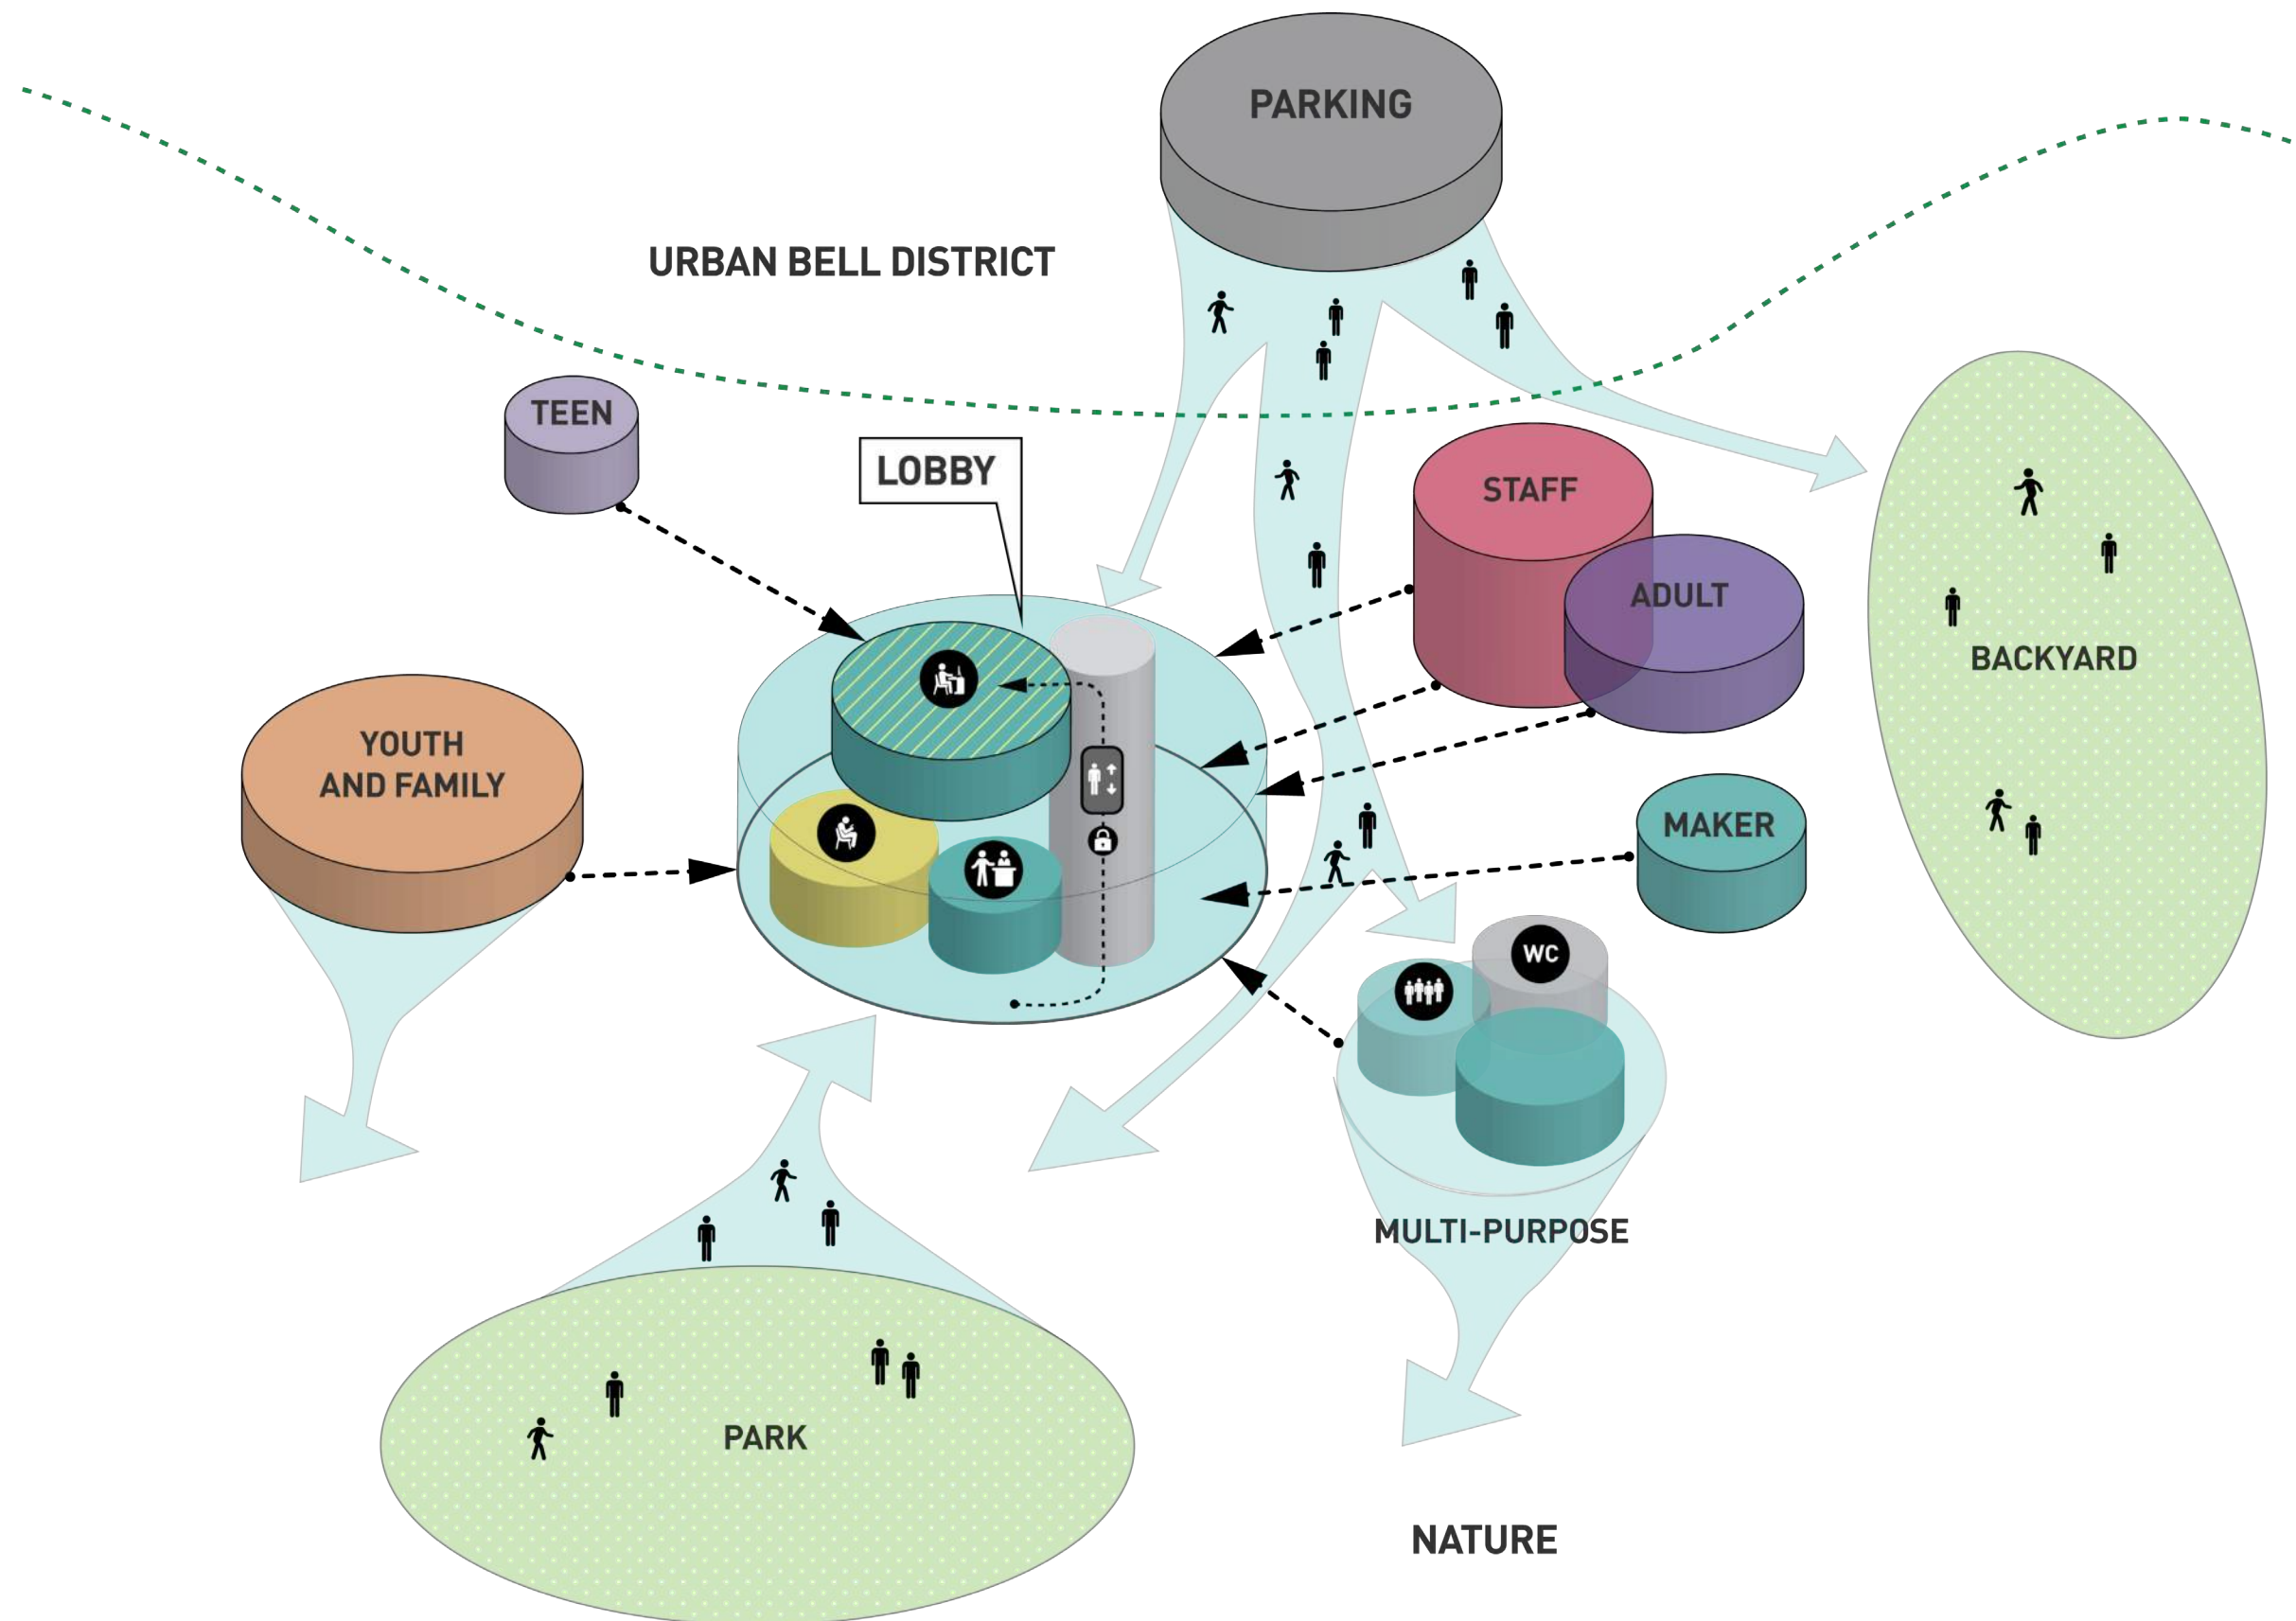 PARKING
URBAN BELL DISTRICT
TEEN
LOBBY
STAFF
ADULT
BACKYARD
YOUTH
AND FAMILY
MAKER
WC
MULTI-PURPOSE
PARK
NATURE